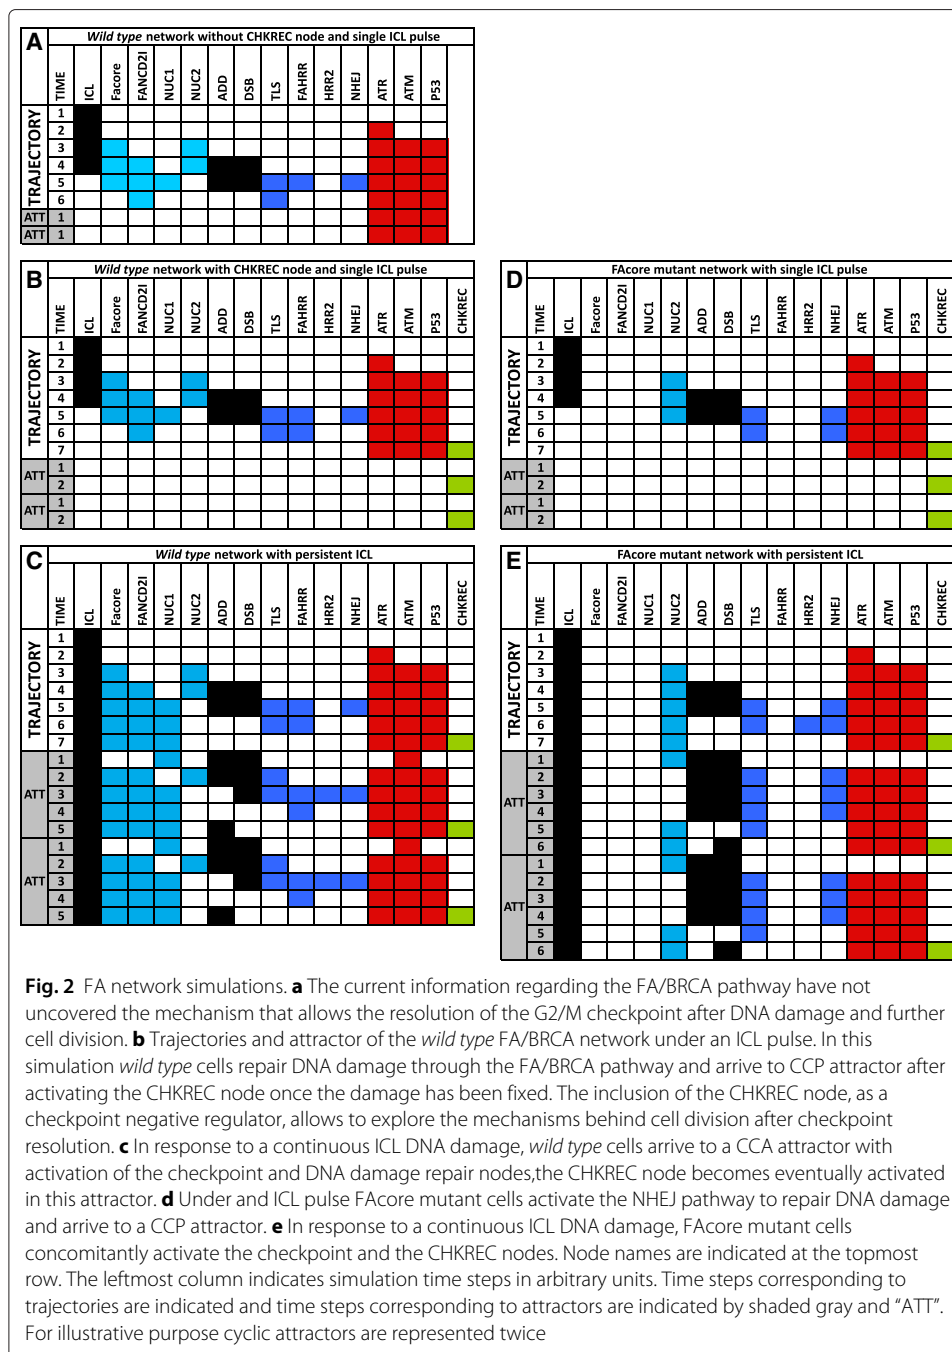 A
Wild type network without CHKREC node and single ICL pulse
TIME ICL Facore FANCD2I NUC1 NUC2 ADD DSB TLS FAHRR HRR2 NHEJ ATR ATM P53
TRAJECTORY
1
2
3
4
5
6
ATT 1
ATT 1
B
Wild type network with CHKREC node and single ICL pulse
TIME ICL Facore FANCD2I NUC1 NUC2 ADD DSB TLS FAHRR HRR2 NHEJ ATR ATM P53 CHKREC
TRAJECTORY
1
2
3
4
5
6
7
ATT
1
2
ATT
1
2
D
FAcore mutant network with single ICL pulse
TIME ICL Facore FANCD2I NUC1 NUC2 ADD DSB TLS FAHRR HRR2 NHEJ ATR ATM P53 CHKREC
TRAJECTORY
1
2
3
4
5
6
7
ATT
1
2
ATT
1
2
C
Wild type network with persistent ICL
TIME ICL Facore FANCD2I NUC1 NUC2 ADD DSB TLS FAHRR HRR2 NHEJ ATR ATM P53 CHKREC
TRAJECTORY
1
2
3
4
5
6
7
ATT
1
2
3
4
5
ATT
1
2
3
4
5
E
FAcore mutant network with persistent ICL
TIME ICL Facore FANCD2I NUC1 NUC2 ADD DSB TLS FAHRR HRR2 NHEJ ATR ATM P53 CHKREC
TRAJECTORY
1
2
3
4
5
6
7
ATT
1
2
3
4
5
6
ATT
1
2
3
4
5
6
Fig. 2 FA network simulations. a The current information regarding the FA/BRCA pathway have not
uncovered the mechanism that allows the resolution of the G2/M checkpoint after DNA damage and further
cell division. b Trajectories and attractor of the wild type FA/BRCA network under an ICL pulse. In this
simulation wild type cells repair DNA damage through the FA/BRCA pathway and arrive to CCP attractor after
activating the CHKREC node once the damage has been fixed. The inclusion of the CHKREC node, as a
checkpoint negative regulator, allows to explore the mechanisms behind cell division after checkpoint
resolution. c In response to a continuous ICL DNA damage, wild type cells arrive to a CCA attractor with
activation of the checkpoint and DNA damage repair nodes,the CHKREC node becomes eventually activated
in this attractor. d Under and ICL pulse FAcore mutant cells activate the NHEJ pathway to repair DNA damage
and arrive to a CCP attractor. e In response to a continuous ICL DNA damage, FAcore mutant cells
concomitantly activate the checkpoint and the CHKREC nodes. Node names are indicated at the topmost
row. The leftmost column indicates simulation time steps in arbitrary units. Time steps corresponding to
trajectories are indicated and time steps corresponding to attractors are indicated by shaded gray and “ATT”.
For illustrative purpose cyclic attractors are represented twice